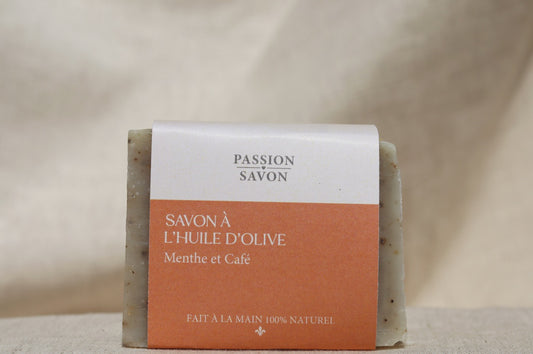 PASSION
SAVON
SAVON À
L'HUILE D'OLIVE
Menthe et Café
FAIT À LA MAIN 100% NATUREL